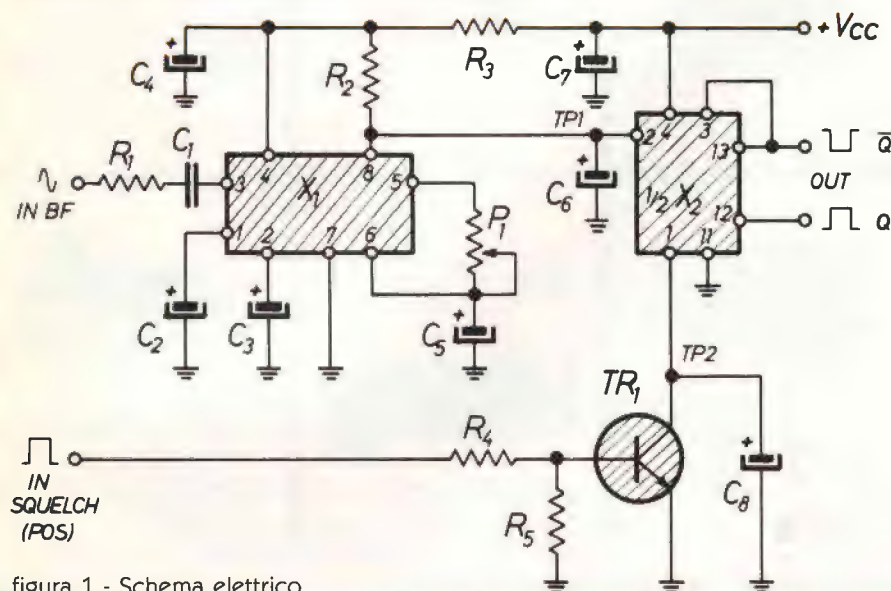 + Vcc
C4
+
R2
R3
C7
+
TP1
2
4
3
13
Q̅
OUT
12
Q
1/2
X2
1
11
C6
+
R1
C1
IN BF
3
4
8
5
X1
1
2
7
6
P1
C2
+
C3
+
C5
+
TP2
TR1
R4
R5
C8
+
IN
SQUELCH
(POS)
figura 1 - Schema elettrico